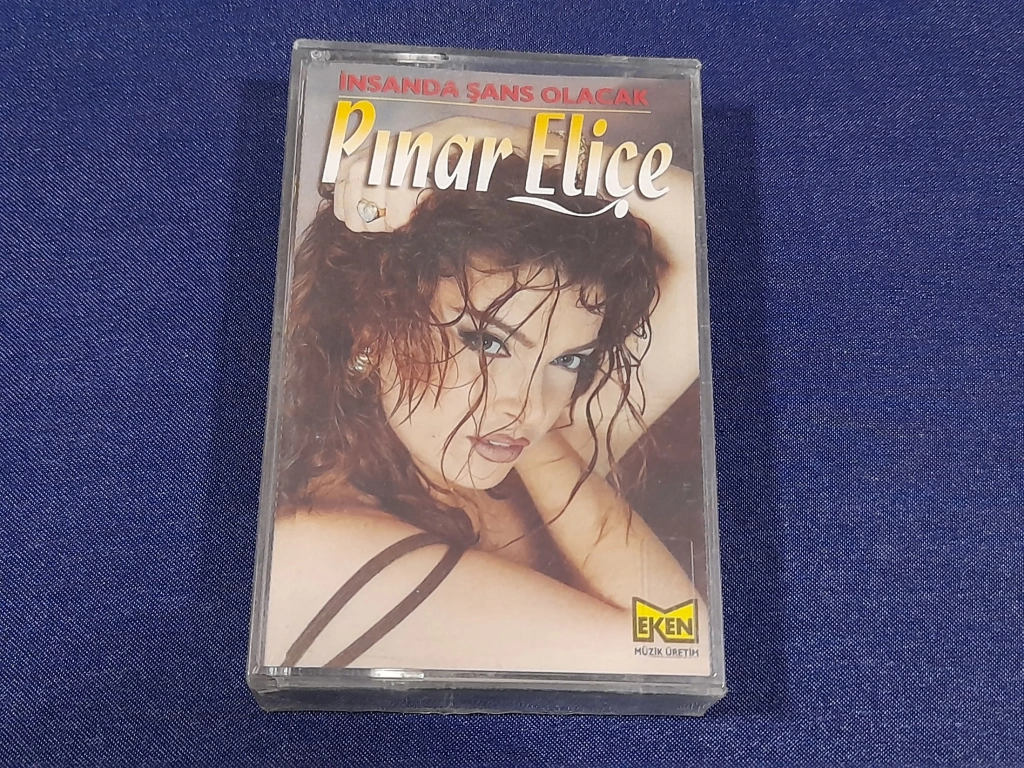 İNSANDA ŞANS OLACAK
Pınar Eliçe
EKEN
MÜZİK ÜRETİM